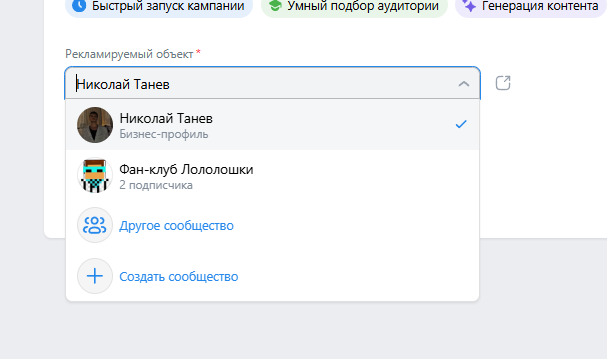 Быстрый запуск кампании
Умный подбор аудитории
Генерация контента
Рекламируемый объект *
Николай Танев
Николай Танев
Бизнес-профиль
Фан-клуб Лололошки
2 подписчика
Другое сообщество
Создать сообщество